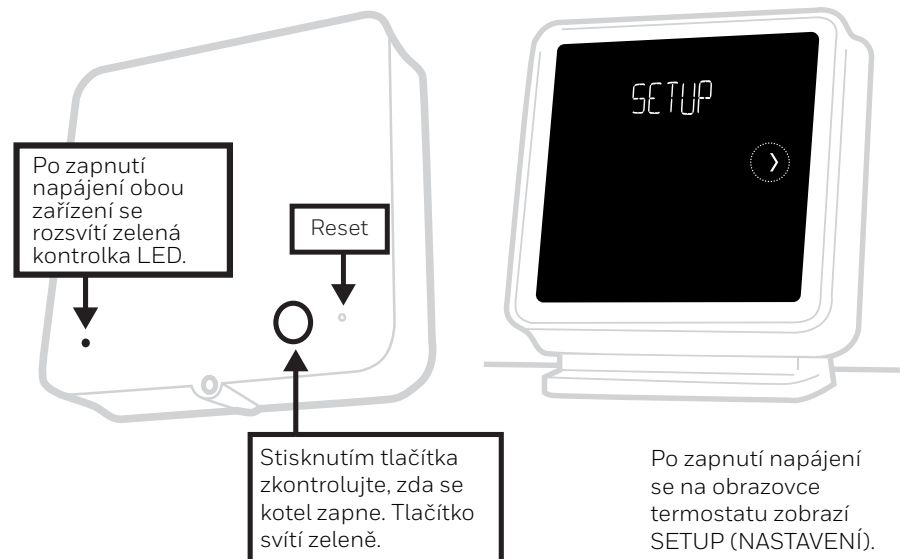 SETUP
Po zapnutí
napájení obou
zařízení se
rozsvítí zelená
kontrolka LED.
Reset
Stisknutím tlačítka
zkontrolujte, zda se
kotel zapne. Tlačítko
svítí zeleně.
Po zapnutí napájení
se na obrazovce
termostatu zobrazí
SETUP (NASTAVENÍ).